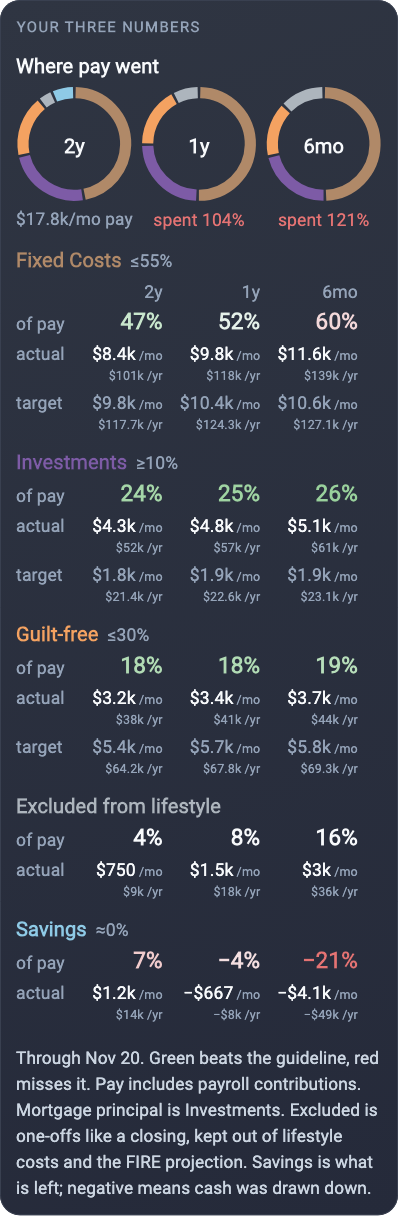 YOUR THREE NUMBERS
Where pay went
2y 1y 6mo
$17.8k/mo pay spent 104% spent 121%
Fixed Costs ≤55%
2y 1y 6mo
of pay 47% 52% 60%
actual $8.4k /mo $9.8k /mo $11.6k /mo
$101k /yr $118k /yr $139k /yr
target $9.8k /mo $10.4k /mo $10.6k /mo
$117.7k /yr $124.3k /yr $127.1k /yr
Investments ≥10%
of pay 24% 25% 26%
actual $4.3k /mo $4.8k /mo $5.1k /mo
$52k /yr $57k /yr $61k /yr
target $1.8k /mo $1.9k /mo $1.9k /mo
$21.4k /yr $22.6k /yr $23.1k /yr
Guilt-free ≤30%
of pay 18% 18% 19%
actual $3.2k /mo $3.4k /mo $3.7k /mo
$38k /yr $41k /yr $44k /yr
target $5.4k /mo $5.7k /mo $5.8k /mo
$64.2k /yr $67.8k /yr $69.3k /yr
Excluded from lifestyle
of pay 4% 8% 16%
actual $750 /mo $1.5k /mo $3k /mo
$9k /yr $18k /yr $36k /yr
Savings ≈0%
of pay 7% −4% −21%
actual $1.2k /mo −$667 /mo −$4.1k /mo
$14k /yr −$8k /yr −$49k /yr
Through Nov 20. Green beats the guideline, red
misses it. Pay includes payroll contributions.
Mortgage principal is Investments. Excluded is
one-offs like a closing, kept out of lifestyle
costs and the FIRE projection. Savings is what
is left; negative means cash was drawn down.